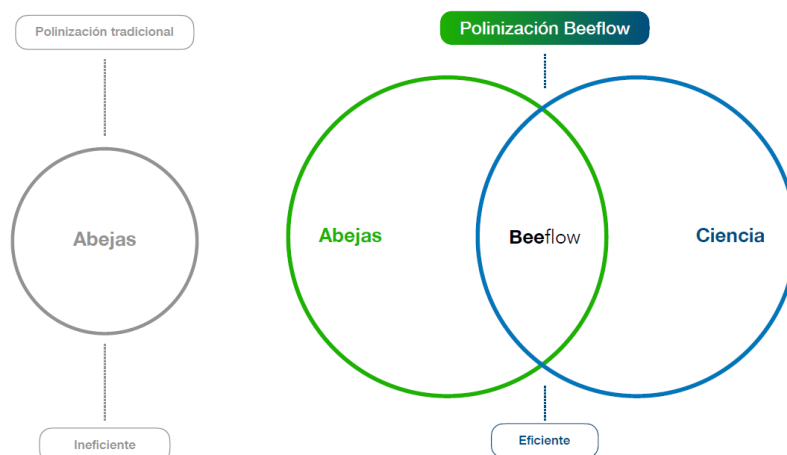 Polinización tradicional
Abejas
Ineficiente
Polinización Beeflow
Abejas
Beeflow
Ciencia
Eficiente